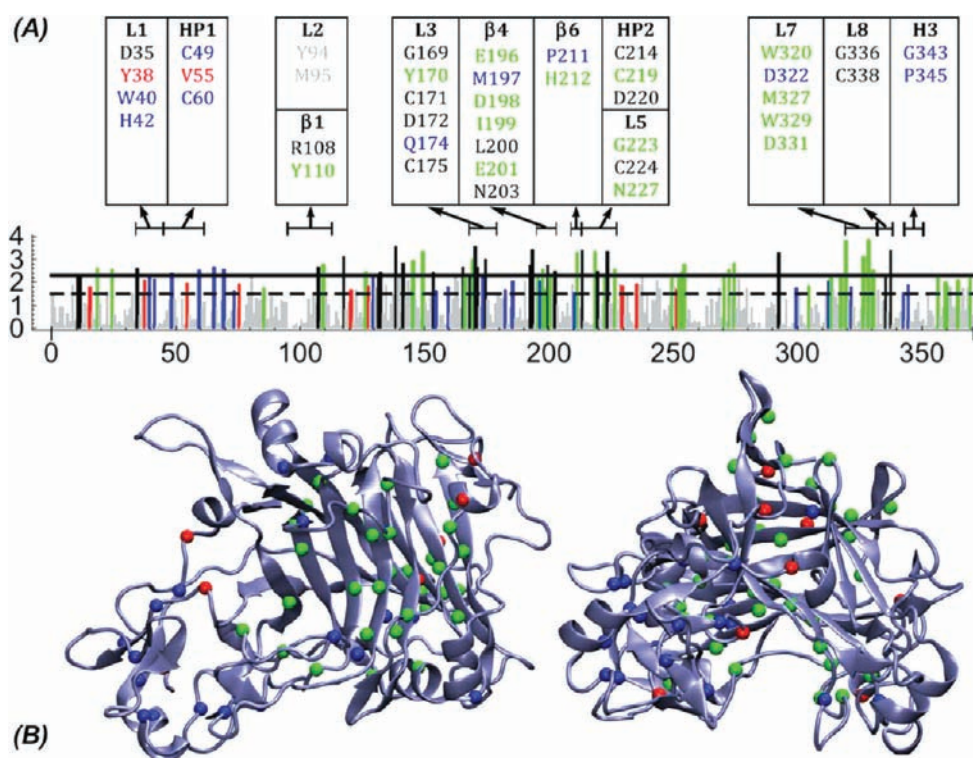 (A)
L1 HP1 L2 L3 β4 β6 HP2 L7 L8 H3
D35 C49 Y94 G169 E196 P211 C214 W320 G336 G343
Y38 V55 M95 Y170 M197 H212 C219 D322 C338 P345
W40 C60 C171 D198 D220 M327
H42 β1 D172 I199 L5 W329
R108 Q174 L200 G223 D331
Y110 C175 E201 C224
N203 N227
4
3
2
1
0
0 50 100 150 200 250 300 350
(B)